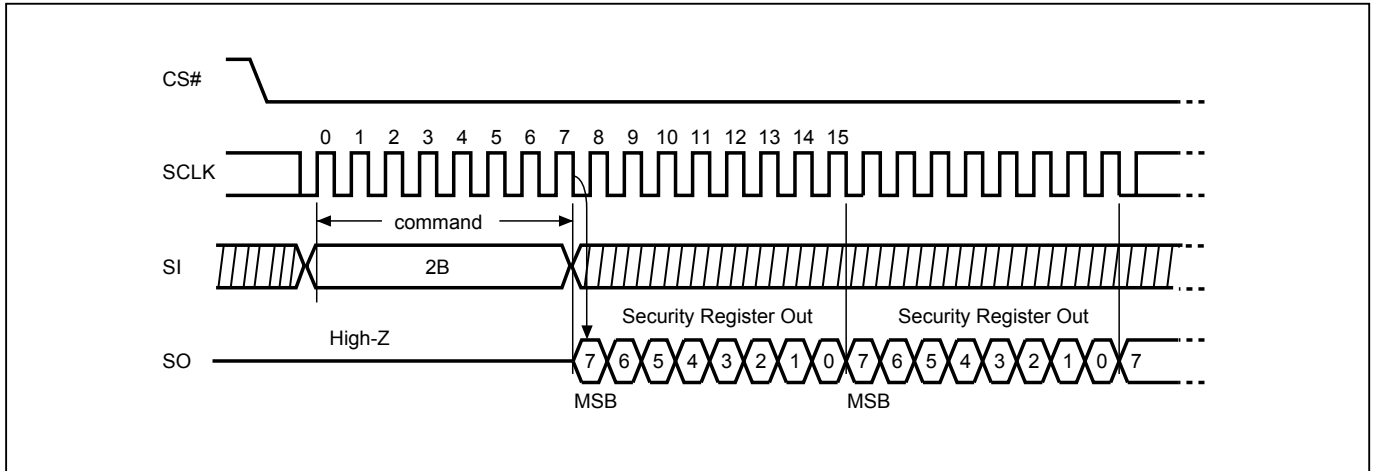 CS#
0 1 2 3 4 5 6 7 8 9 10 11 12 13 14 15
SCLK
command
SI
2B
Security Register Out Security Register Out
High-Z
SO
7 6 5 4 3 2 1 0 7 6 5 4 3 2 1 0 7
MSB MSB